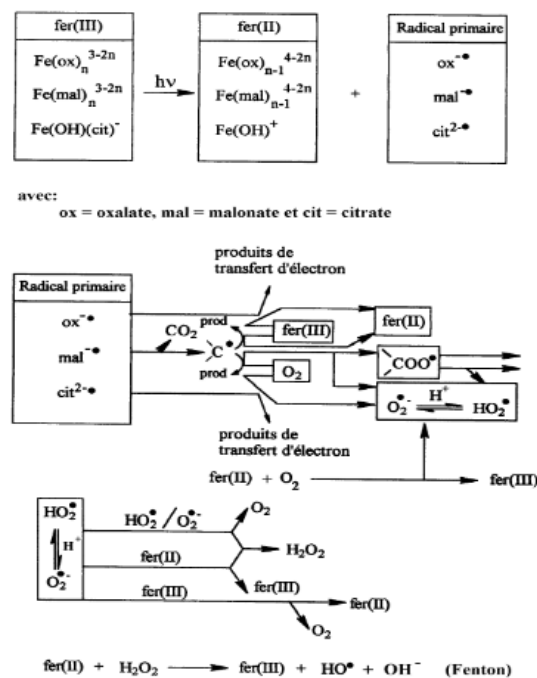 fer(III)
Fe(ox)ₙ³⁻²ⁿ
Fe(mal)ₙ³⁻²ⁿ
Fe(OH)(cit)⁻
hν
fer(II)
Fe(ox)ₙ₋₁⁴⁻²ⁿ
Fe(mal)ₙ₋₁⁴⁻²ⁿ
Fe(OH)⁺
+
Radical primaire
ox⁻•
mal⁻•
cit²⁻•
avec:
ox = oxalate, mal = malonate et cit = citrate
produits de
transfert d'électron
Radical primaire
ox⁻•
mal⁻•
cit²⁻•
CO₂
C•
prod
fer(III)
fer(II)
prod
O₂
COO•
O₂•⁻ H⁺ HO₂•
produits de
transfert d'électron
fer(II) + O₂ fer(III)
HO₂•
H⁺
O₂•⁻
HO₂•/O₂•⁻
O₂
H₂O₂
fer(II)
fer(III)
fer(III)
fer(II)
O₂
fer(II) + H₂O₂ → fer(III) + HO• + OH⁻ (Fenton)